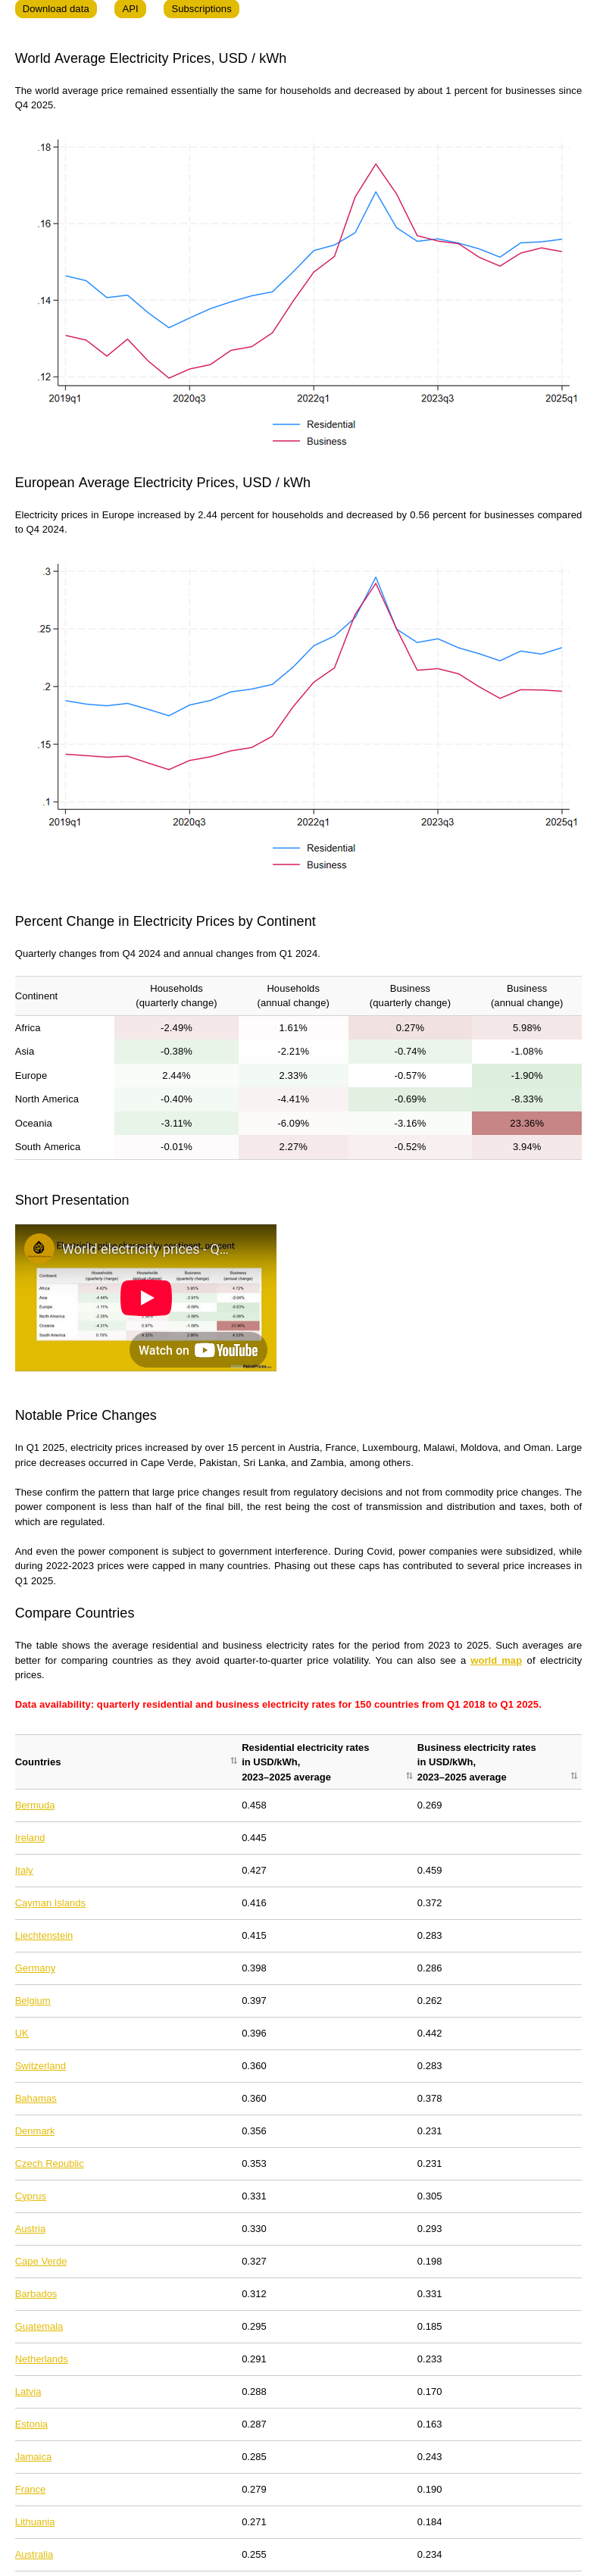 Download data API Subscriptions
World Average Electricity Prices, USD / kWh
The world average price remained essentially the same for households and decreased by about 1 percent for businesses since
Q4 2025.
.18
.16
.14
.12
2019q1 2020q3 2022q1 2023q3 2025q1
Residential
Business
European Average Electricity Prices, USD / kWh
Electricity prices in Europe increased by 2.44 percent for households and decreased by 0.56 percent for businesses compared
to Q4 2024.
.3
.25
.2
.15
.1
2019q1 2020q3 2022q1 2023q3 2025q1
Residential
Business
Percent Change in Electricity Prices by Continent
Quarterly changes from Q4 2024 and annual changes from Q1 2024.
Continent Households (quarterly change) Households (annual change) Business (quarterly change) Business (annual change)
Africa -2.49% 1.61% 0.27% 5.98%
Asia -0.38% -2.21% -0.74% -1.08%
Europe 2.44% 2.33% -0.57% -1.90%
North America -0.40% -4.41% -0.69% -8.33%
Oceania -3.11% -6.09% -3.16% 23.36%
South America -0.01% 2.27% -0.52% 3.94%
Short Presentation
World electricity prices - Q...
Watch on YouTube
Notable Price Changes
In Q1 2025, electricity prices increased by over 15 percent in Austria, France, Luxembourg, Malawi, Moldova, and Oman. Large
price decreases occurred in Cape Verde, Pakistan, Sri Lanka, and Zambia, among others.
These confirm the pattern that large price changes result from regulatory decisions and not from commodity price changes. The
power component is less than half of the final bill, the rest being the cost of transmission and distribution and taxes, both of
which are regulated.
And even the power component is subject to government interference. During Covid, power companies were subsidized, while
during 2022-2023 prices were capped in many countries. Phasing out these caps has contributed to several price increases in
Q1 2025.
Compare Countries
The table shows the average residential and business electricity rates for the period from 2023 to 2025. Such averages are
better for comparing countries as they avoid quarter-to-quarter price volatility. You can also see a world map of electricity
prices.
Data availability: quarterly residential and business electricity rates for 150 countries from Q1 2018 to Q1 2025.
Countries Residential electricity rates in USD/kWh, 2023–2025 average Business electricity rates in USD/kWh, 2023–2025 average
Bermuda 0.458 0.269
Ireland 0.445
Italy 0.427 0.459
Cayman Islands 0.416 0.372
Liechtenstein 0.415 0.283
Germany 0.398 0.286
Belgium 0.397 0.262
UK 0.396 0.442
Switzerland 0.360 0.283
Bahamas 0.360 0.378
Denmark 0.356 0.231
Czech Republic 0.353 0.231
Cyprus 0.331 0.305
Austria 0.330 0.293
Cape Verde 0.327 0.198
Barbados 0.312 0.331
Guatemala 0.295 0.185
Netherlands 0.291 0.233
Latvia 0.288 0.170
Estonia 0.287 0.163
Jamaica 0.285 0.243
France 0.279 0.190
Lithuania 0.271 0.184
Australia 0.255 0.234